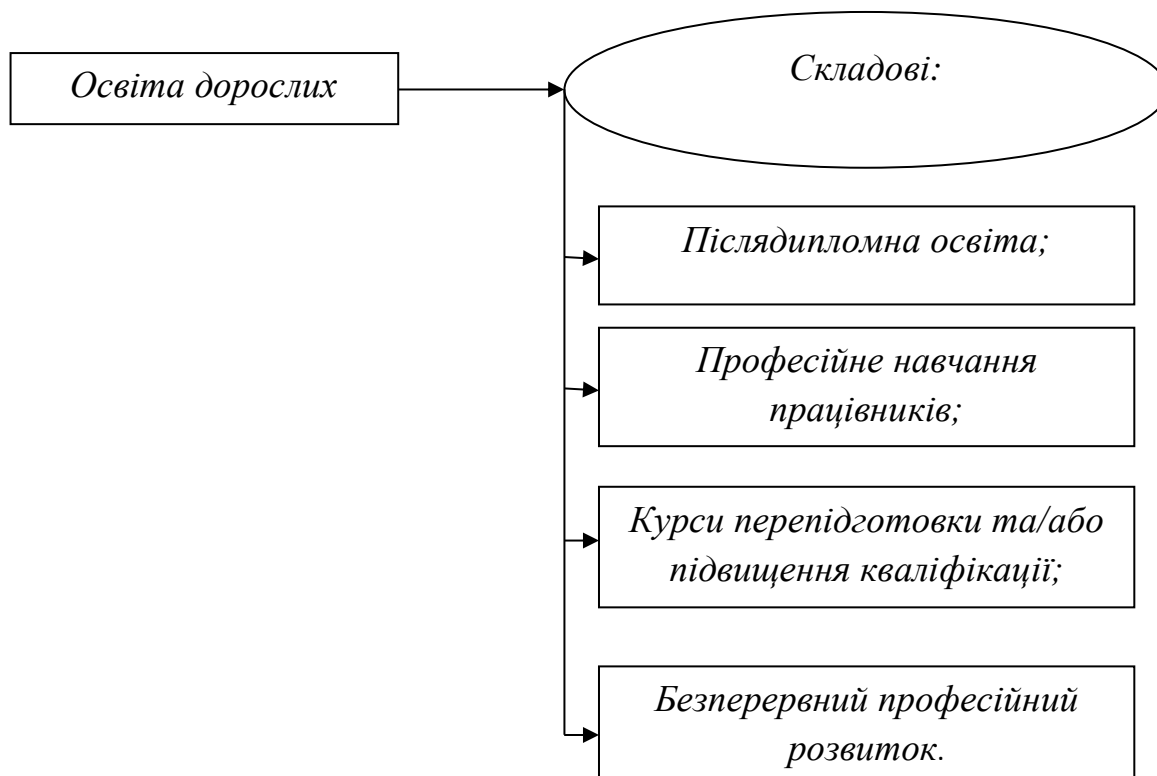 Освіта дорослих
Складові:
Післядипломна освіта;
Професійне навчання
працівників;
Курси перепідготовки та/або
підвищення кваліфікації;
Безперервний професійний
розвиток.